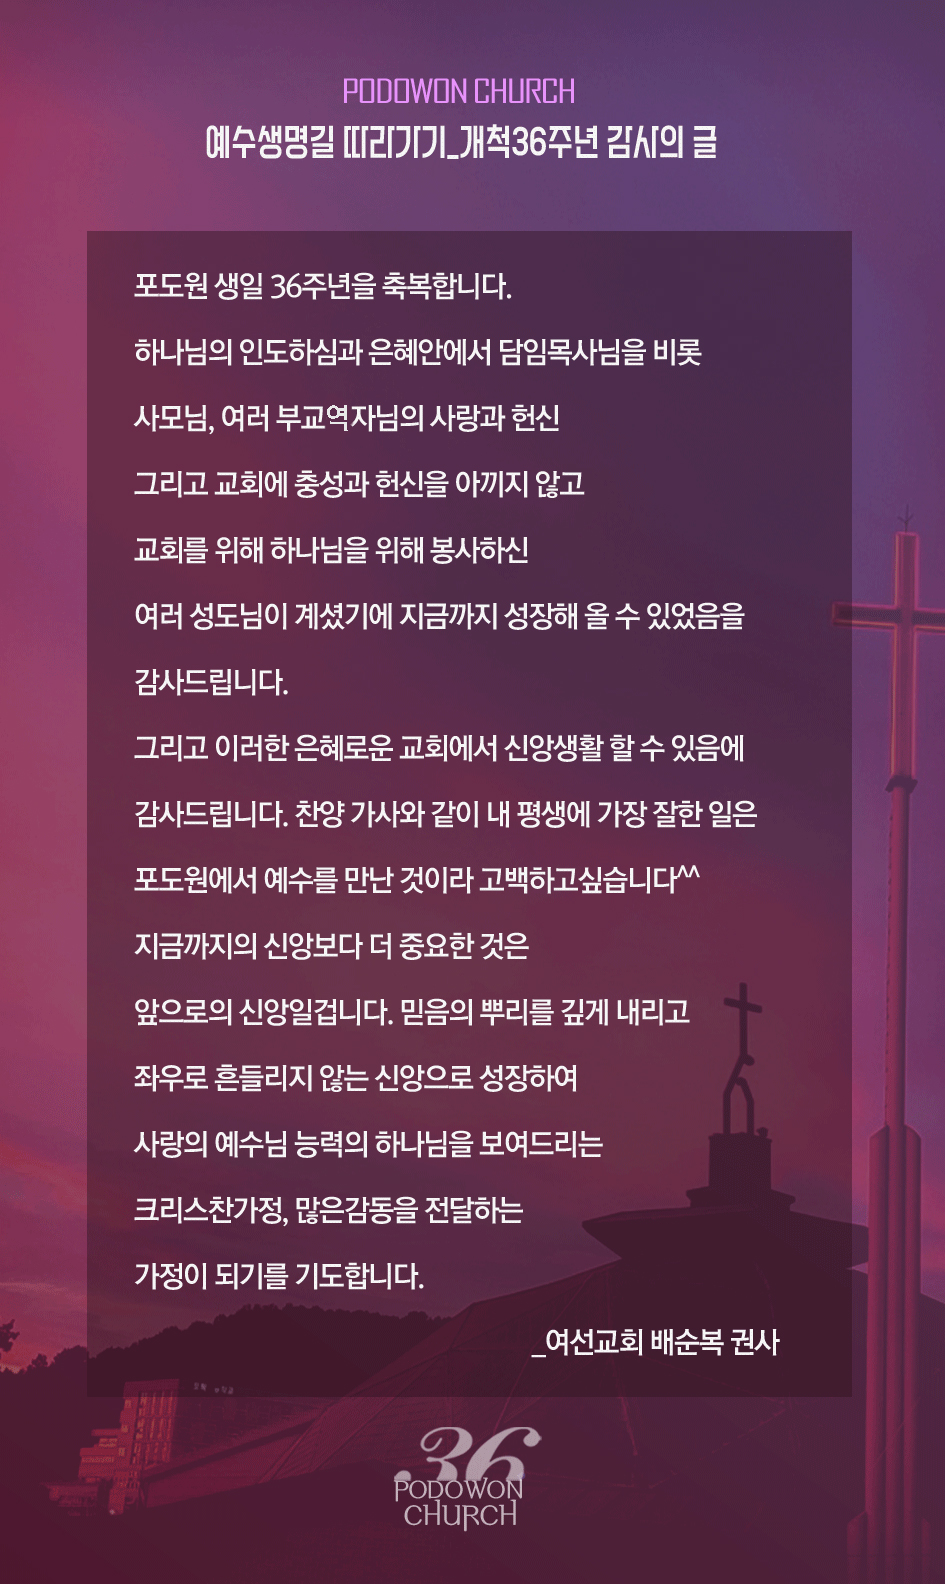 PODOWON CHURCH
예수생명길 따라가기_개척36주년 감사의 글
포도원 생일 36주년을 축복합니다.
하나님의 인도하심과 은혜안에서 담임목사님을 비롯
사모님, 여러 부교역자님의 사랑과 헌신
그리고 교회에 충성과 헌신을 아끼지 않고
교회를 위해 하나님을 위해 봉사하신
여러 성도님이 계셨기에 지금까지 성장해 올 수 있었음을
감사드립니다.
그리고 이러한 은혜로운 교회에서 신앙생활 할 수 있음에
감사드립니다. 찬양 가사와 같이 내 평생에 가장 잘한 일은
포도원에서 예수를 만난 것이라 고백하고싶습니다^^
지금까지의 신앙보다 더 중요한 것은
앞으로의 신앙일겁니다. 믿음의 뿌리를 깊게 내리고
좌우로 흔들리지 않는 신앙으로 성장하여
사랑의 예수님 능력의 하나님을 보여드리는
크리스찬가정, 많은감동을 전달하는
가정이 되기를 기도합니다.
_여선교회 배순복 권사
36
PODOWON
CHURCH